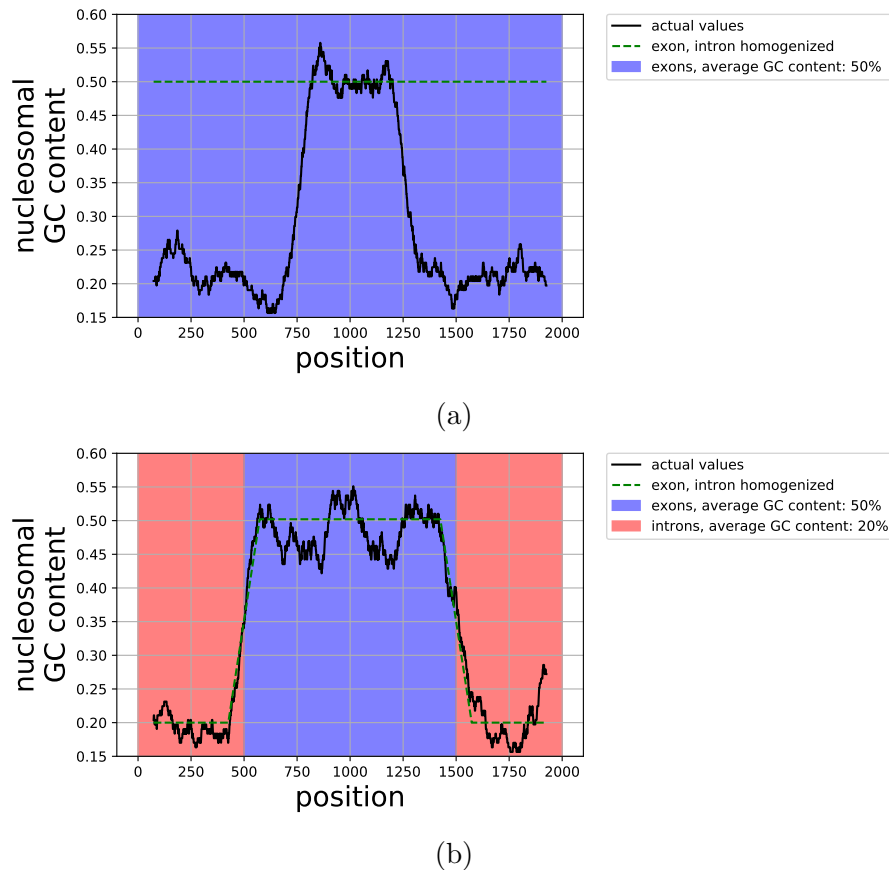 0.60
0.55
0.50
0.45
0.40
0.35
0.30
0.25
0.20
0.15
nucleosomal
GC content
0 250 500 750 1000 1250 1500 1750 2000
position
actual values
exon, intron homogenized
exons, average GC content: 50%
(a)
0.60
0.55
0.50
0.45
0.40
0.35
0.30
0.25
0.20
0.15
nucleosomal
GC content
0 250 500 750 1000 1250 1500 1750 2000
position
actual values
exon, intron homogenized
exons, average GC content: 50%
introns, average GC content: 20%
(b)